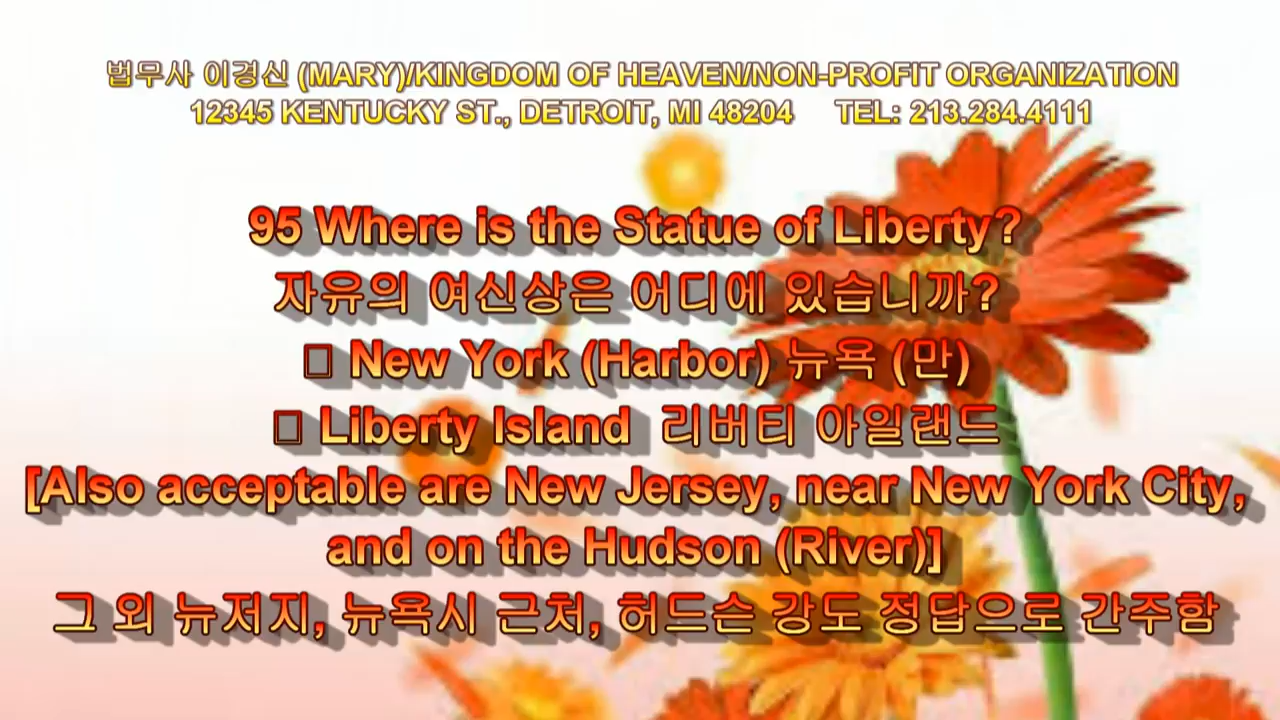 법무사 이경신 (MARY)/KINGDOM OF HEAVEN/NON-PROFIT ORGANIZATION
12345 KENTUCKY ST., DETROIT, MI 48204 TEL: 213.284.4111
95 Where is the Statue of Liberty?
자유의 여신상은 어디에 있습니까?
□ New York (Harbor) 뉴욕 (만)
□ Liberty Island 리버티 아일랜드
[Also acceptable are New Jersey, near New York City,
and on the Hudson (River)]
그 외 뉴저지, 뉴욕시 근처, 허드슨 강도 정답으로 간주함